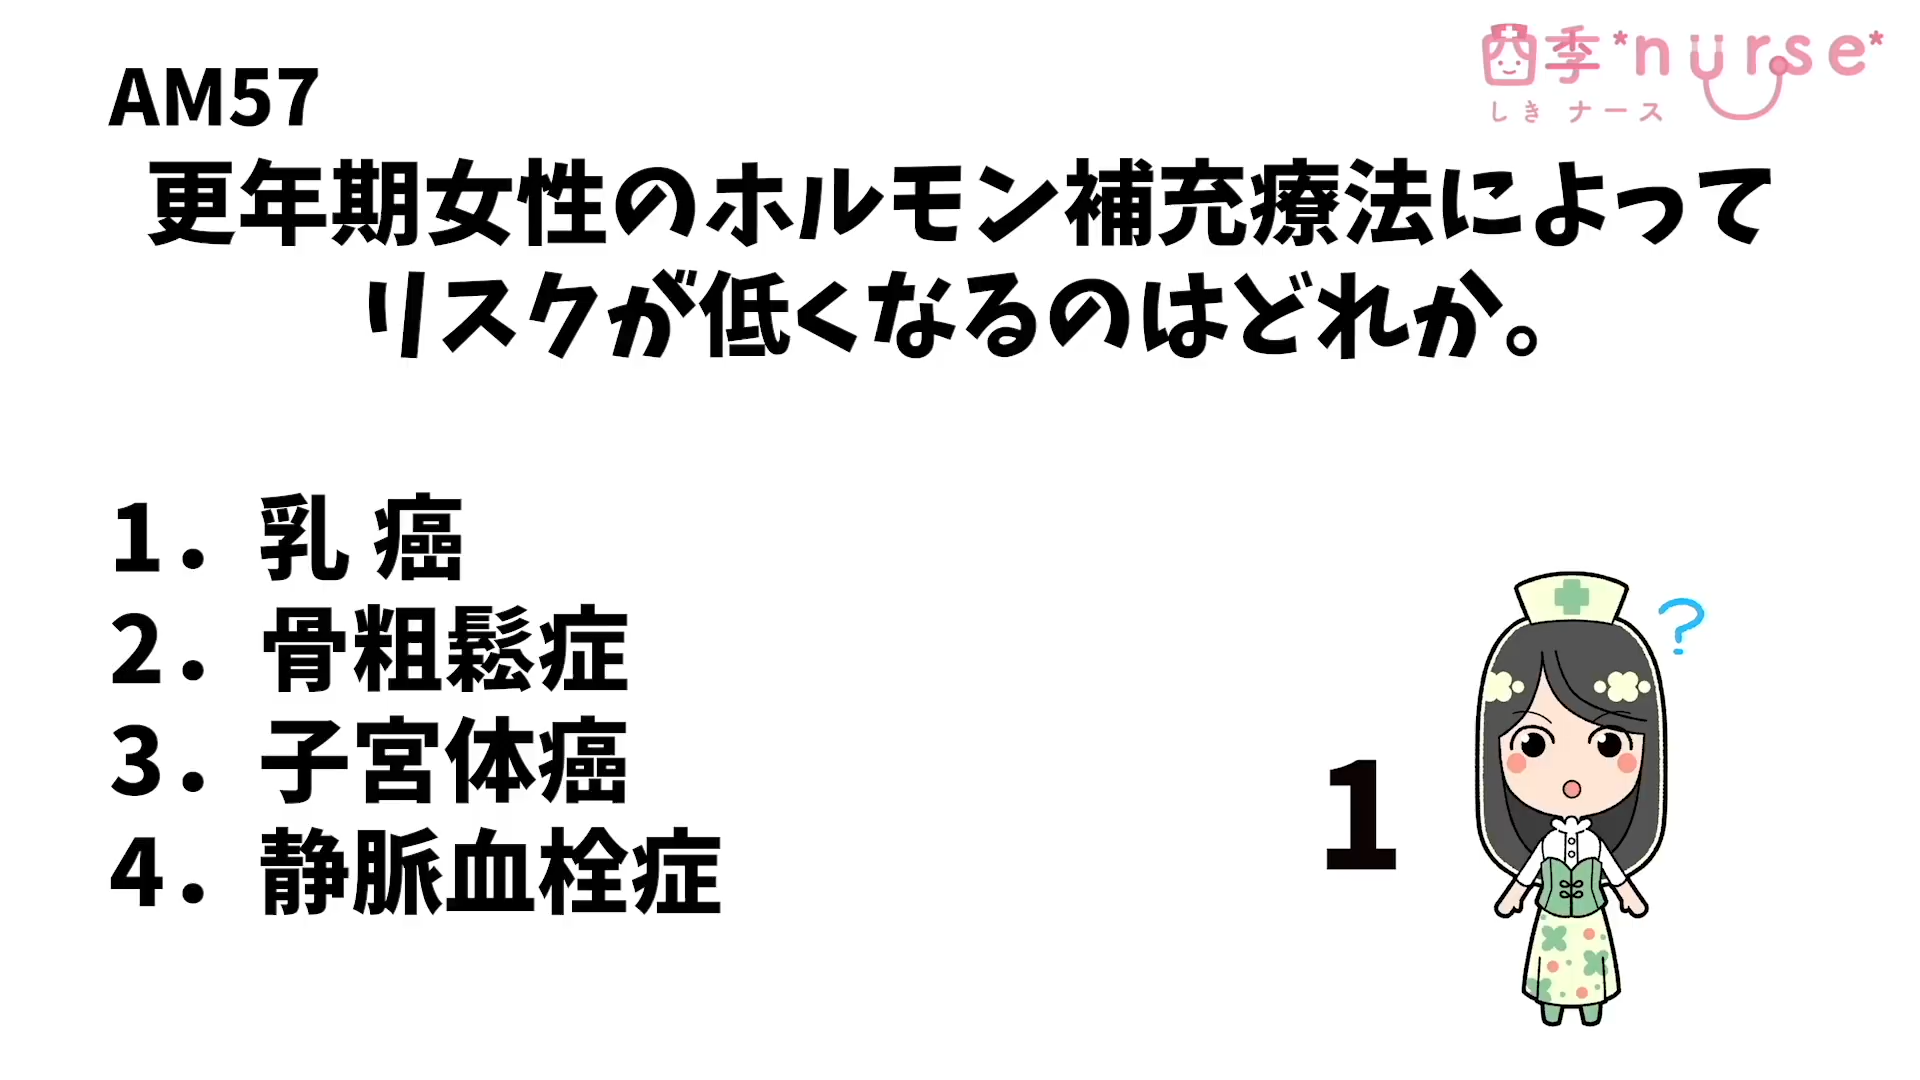 四季*nurse*
しき ナース
AM57
更年期女性のホルモン補充療法によって
リスクが低くなるのはどれか。
1．乳 癌
2．骨粗鬆症
3．子宮体癌
4．静脈血栓症
?
1